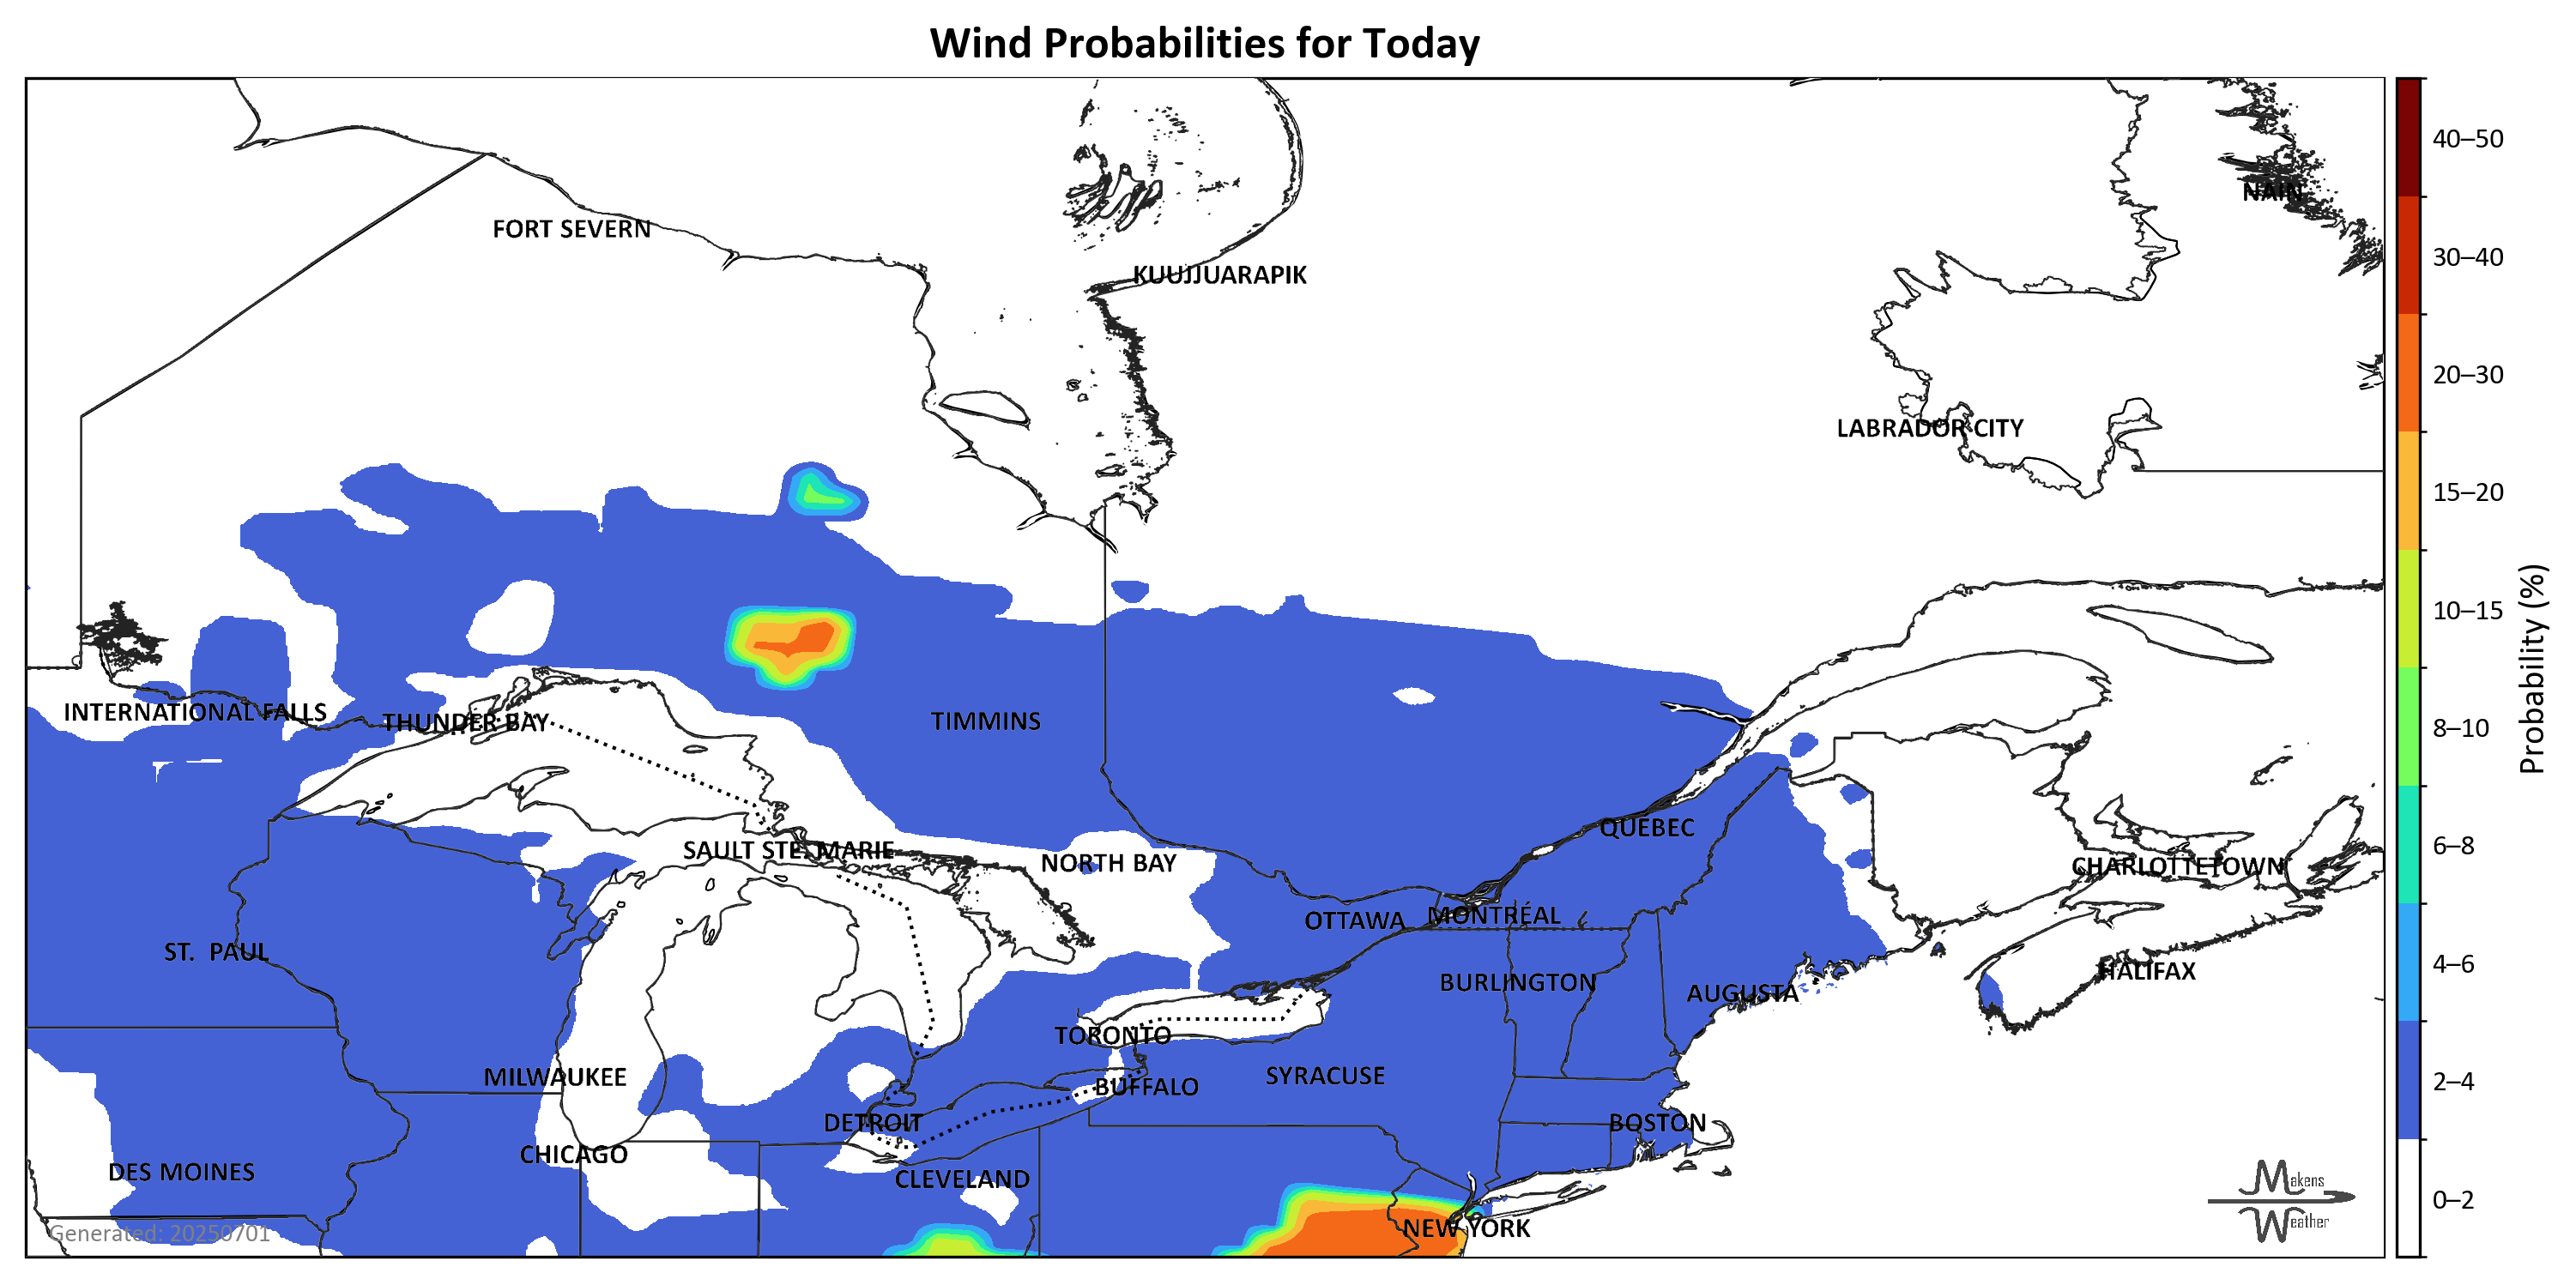 Wind Probabilities for Today
40–50
NAIN
FORT SEVERN
30–40
KUUJJUARAPIK
20–30
LABRADOR CITY
15–20
10–15
Probability (%)
INTERNATIONAL FALLS
THUNDER BAY
TIMMINS
8–10
QUÉBEC
6–8
SAULT STE. MARIE
NORTH BAY
CHARLOTTETOWN
OTTAWA
MONTRÉAL
ST. PAUL
4–6
HALIFAX
BURLINGTON
AUGUSTA
TORONTO
MILWAUKEE
BUFFALO
SYRACUSE
2–4
DETROIT
BOSTON
CHICAGO
DES MOINES
CLEVELAND
Makens
Weather
0–2
NEW YORK
Generated: 20250701